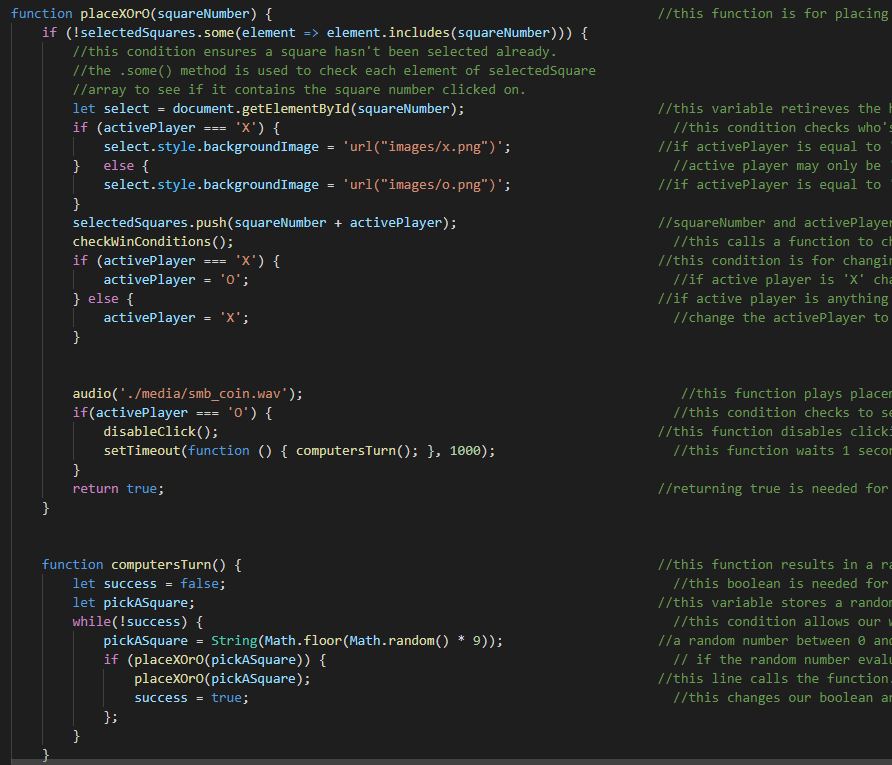 function placeXOrO(squareNumber) { //this function is for placing
if (!selectedSquares.some(element => element.includes(squareNumber))) {
//this condition ensures a square hasn't been selected already.
//the .some() method is used to check each element of selectedSquare
//array to see if it contains the square number clicked on.
let select = document.getElementById(squareNumber); //this variable retireves the
if (activePlayer === 'X') { //this condition checks who's
select.style.backgroundImage = 'url("images/x.png")'; //if activePlayer is equal to '
} else { //active player may only be
select.style.backgroundImage = 'url("images/o.png")'; //if activePlayer is equal to '
}
selectedSquares.push(squareNumber + activePlayer); //squareNumber and activePlayer
checkWinConditions(); //this calls a function to ch
if (activePlayer === 'X') { //this condition is for changin
activePlayer = 'O'; //if active player is 'X' cha
} else { //if active player is anything
activePlayer = 'X'; //change the activePlayer to
}
audio('./media/smb_coin.wav'); //this function plays placem
if(activePlayer === 'O') { //this condition checks to se
disableClick(); //this function disables clicki
setTimeout(function () { computersTurn(); }, 1000); //this function waits 1 secon
}
return true; //returning true is needed for
}
function computersTurn() { //this function results in a ra
let success = false; //this boolean is needed for
let pickASquare; //this variable stores a random
while(!success) { //this condition allows our w
pickASquare = String(Math.floor(Math.random() * 9)); //a random number between 0 and
if (placeXOrO(pickASquare)) { // if the random number evalu
placeXOrO(pickASquare); //this line calls the function.
success = true; //this changes our boolean an
};
}
}